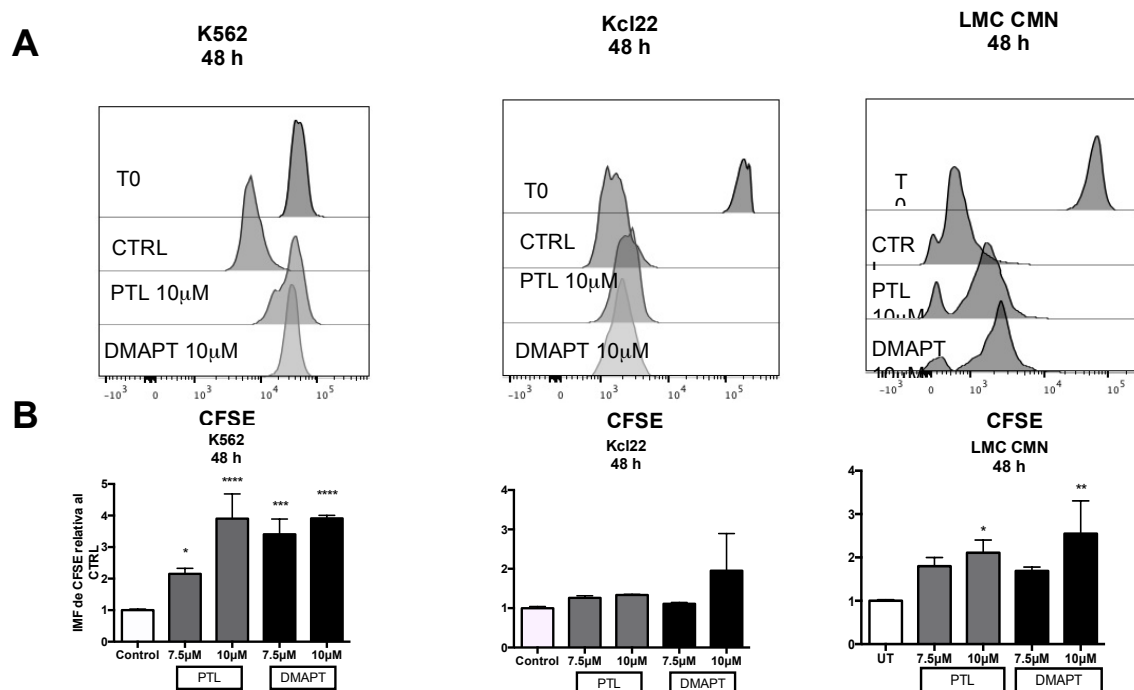 A
K562
48 h
Kcl22
48 h
LMC CMN
48 h
T0
CTRL
PTL 10µM
DMAPT 10µM
-10³ 0 10³ 10⁴ 10⁵
CFSE
T0
CTRL
PTL 10µM
DMAPT 10µM
-10³ 0 10³ 10⁴ 10⁵
CFSE
T
0
CTR
PTL
10µM
DMAPT
10µM
-10³ 0 10³ 10⁴ 10⁵
CFSE
B
K562
48 h
IMF de CFSE relativa al
CTRL
5
4
3
2
1
0
*
****
***
****
Control 7.5µM 10µM 7.5µM 10µM
PTL DMAPT
Kcl22
48 h
4
3
2
1
0
Control 7.5µM 10µM 7.5µM 10µM
PTL DMAPT
LMC CMN
48 h
4
3
2
1
0
*
**
UT 7.5µM 10µM 7.5µM 10µM
PTL DMAPT